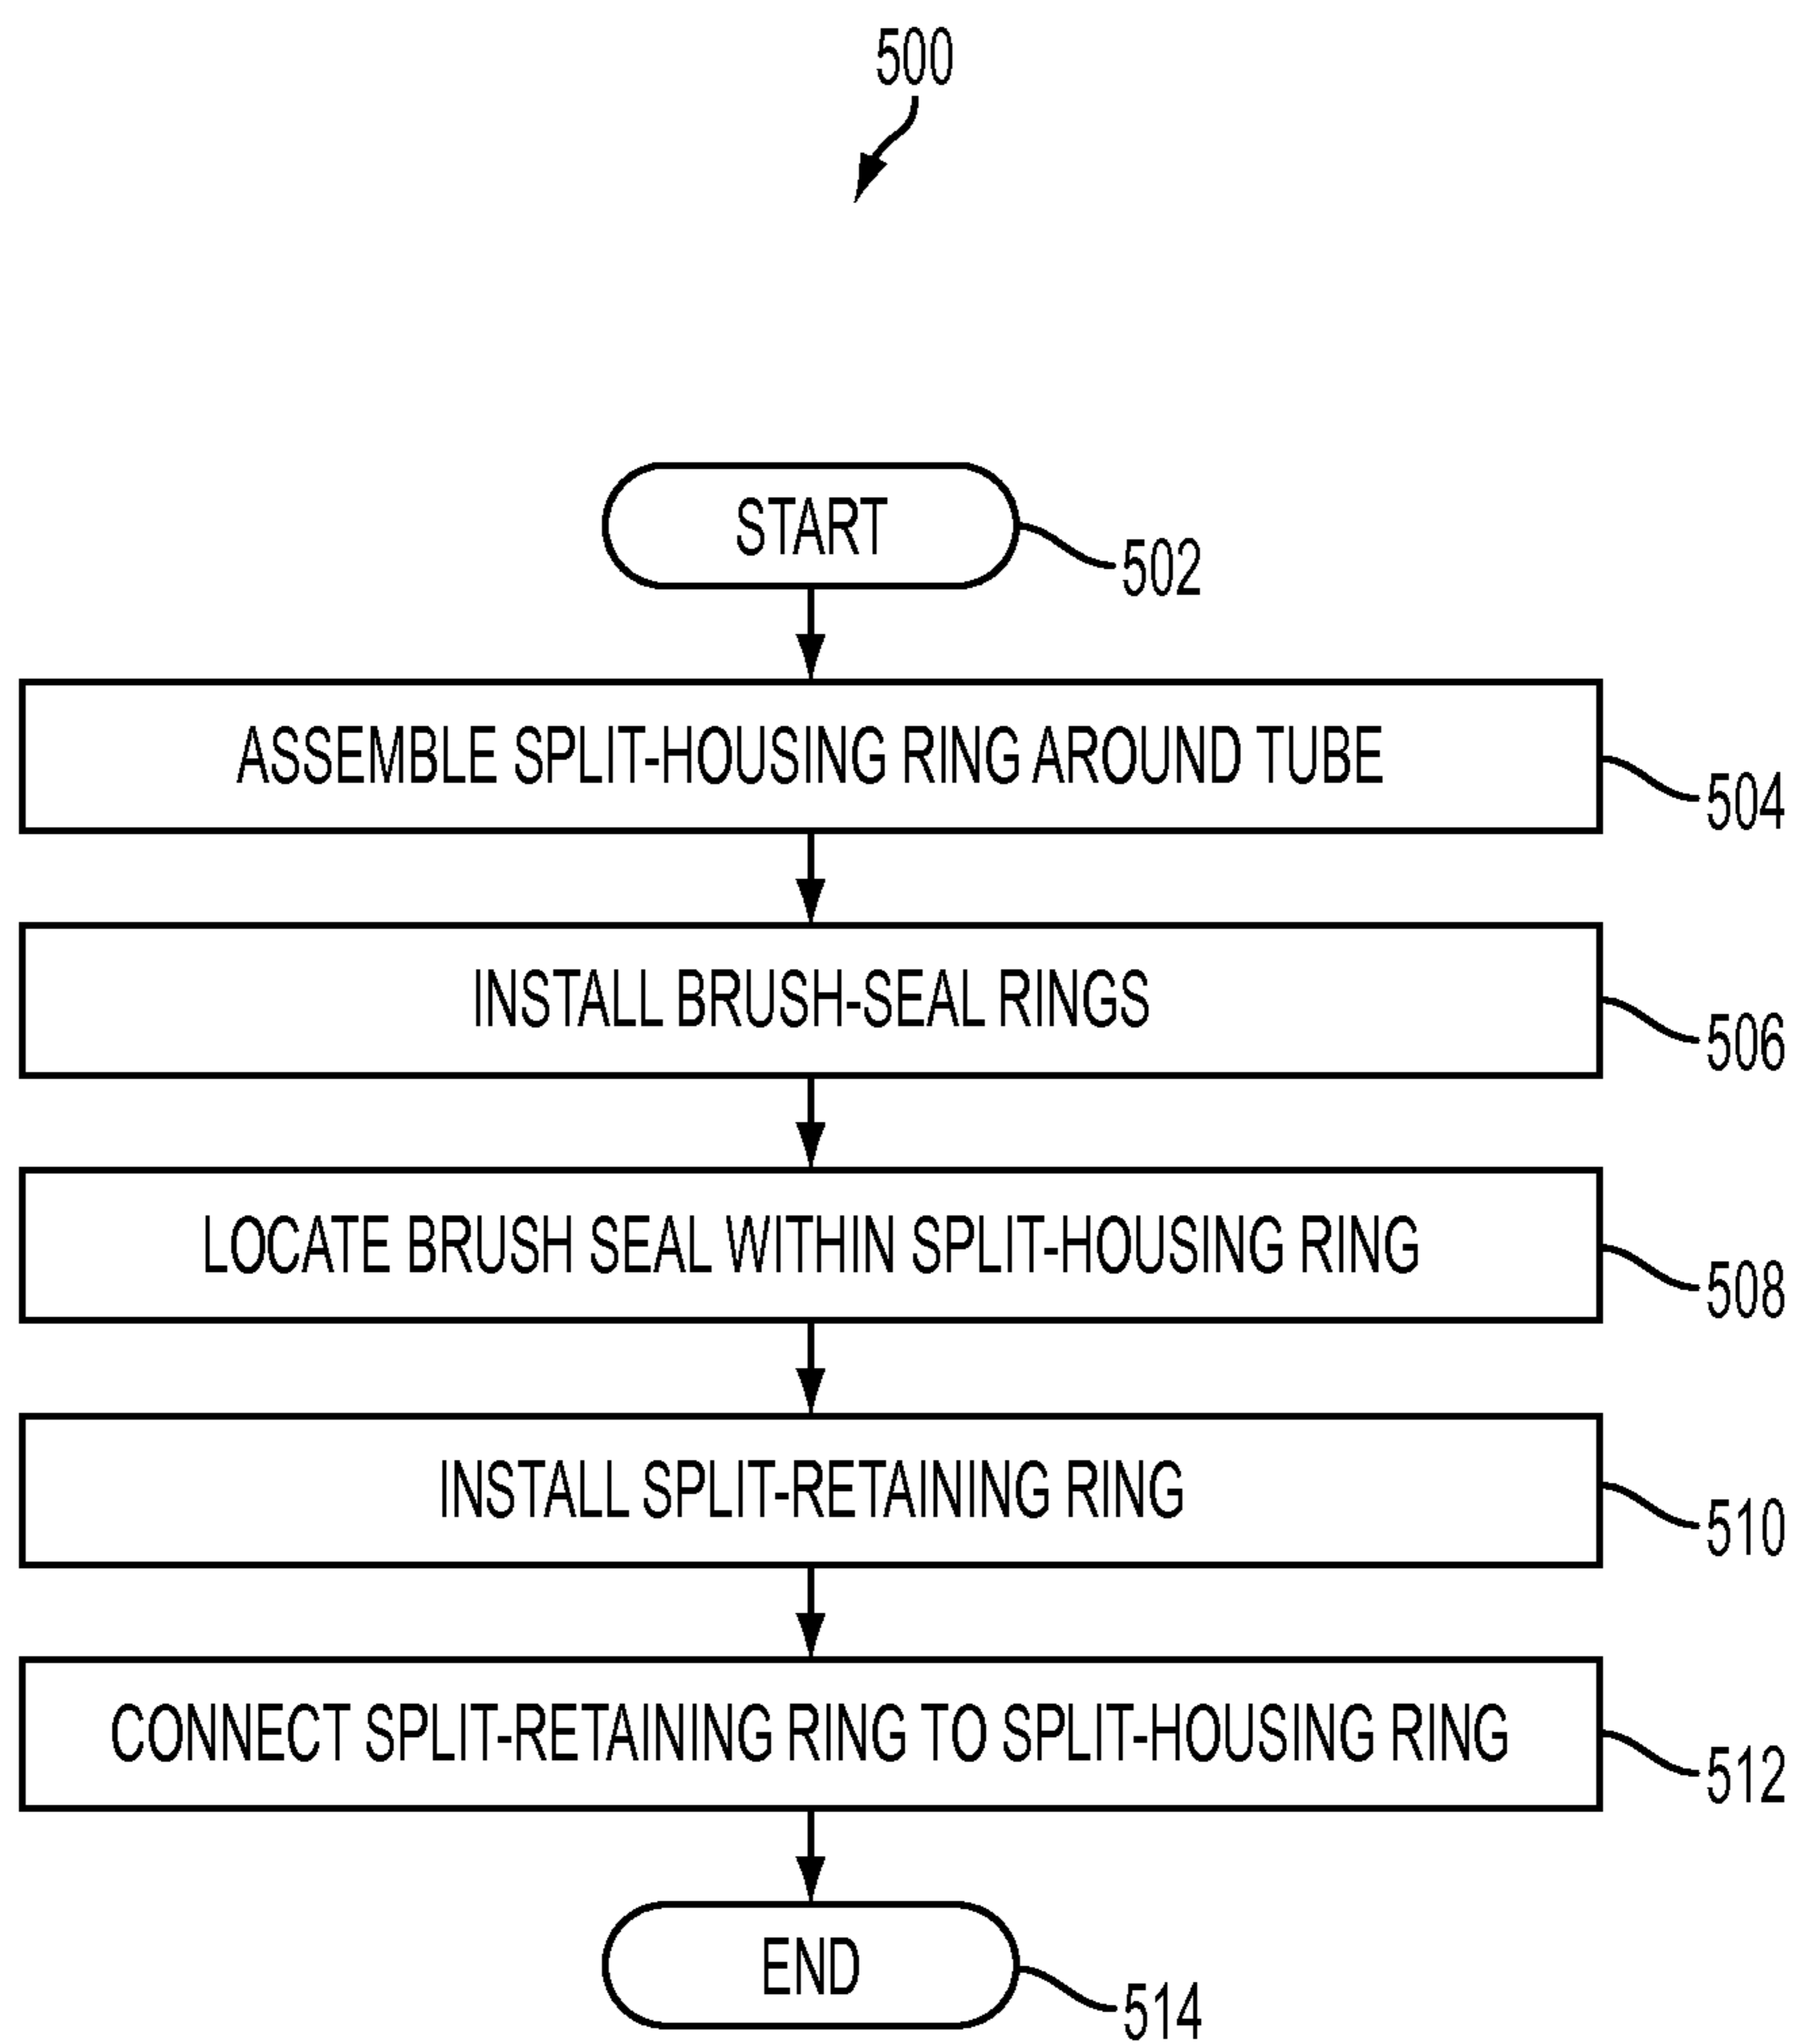 500
START
502
ASSEMBLE SPLIT-HOUSING RING AROUND TUBE
504
INSTALL BRUSH-SEAL RINGS
506
LOCATE BRUSH SEAL WITHIN SPLIT-HOUSING RING
508
INSTALL SPLIT-RETAINING RING
510
CONNECT SPLIT-RETAINING RING TO SPLIT-HOUSING RING
512
END
514